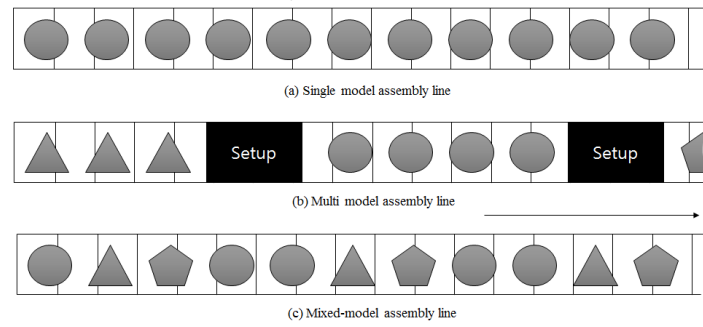 (a) Single model assembly line
Setup
Setup
(b) Multi model assembly line
(c) Mixed-model assembly line